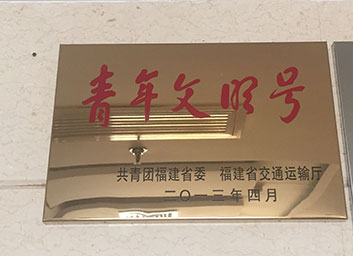 青年文明号
共青团福建省委 福建省交通运输厅
二〇一三年四月